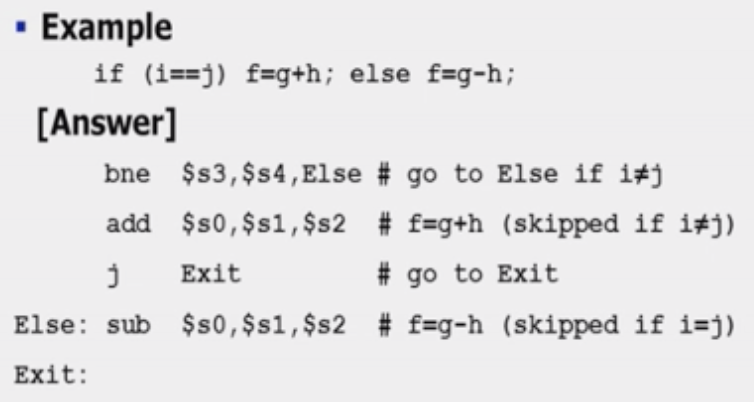 ▪ Example
if (i==j) f=g+h; else f=g-h;
[Answer]
bne $s3,$s4,Else # go to Else if i≠j
add $s0,$s1,$s2 # f=g+h (skipped if i≠j)
j Exit # go to Exit
Else: sub $s0,$s1,$s2 # f=g-h (skipped if i=j)
Exit: